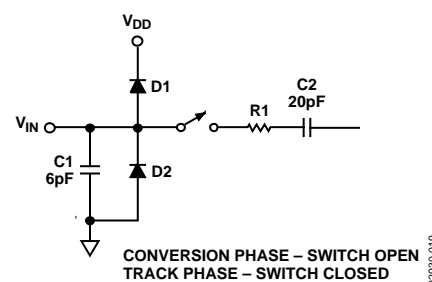 VDD
D1
C2
20pF
R1
VIN
C1
6pF
D2
CONVERSION PHASE – SWITCH OPEN
TRACK PHASE – SWITCH CLOSED